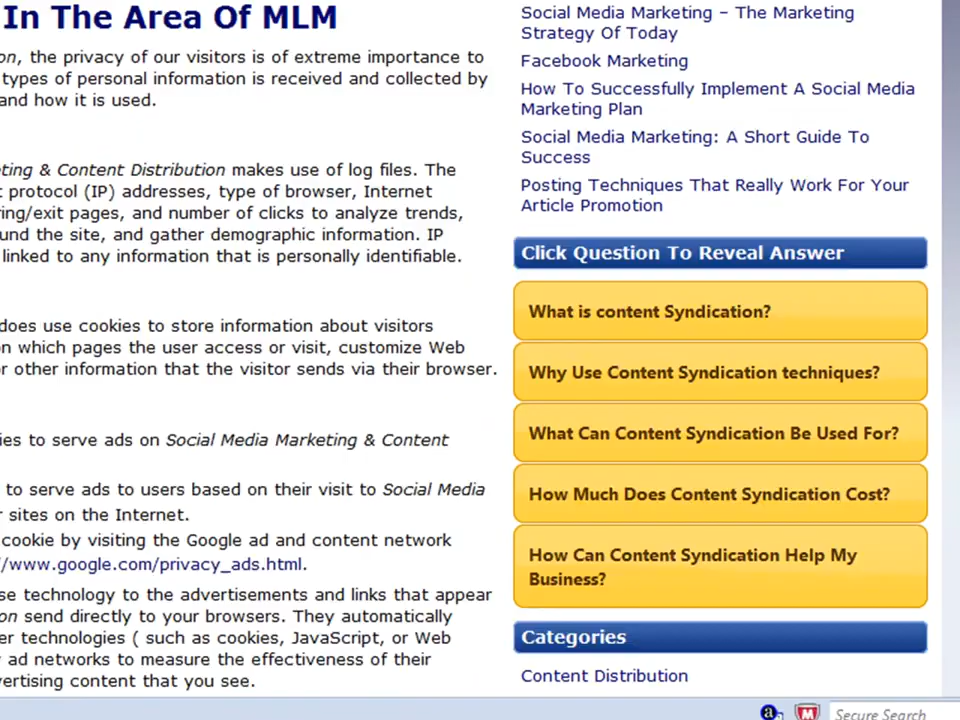 In The Area Of MLM
on, the privacy of our visitors is of extreme importance to
types of personal information is received and collected by
and how it is used.
eting & Content Distribution makes use of log files. The
t protocol (IP) addresses, type of browser, Internet
ring/exit pages, and number of clicks to analyze trends,
und the site, and gather demographic information. IP
linked to any information that is personally identifiable.
does use cookies to store information about visitors
n which pages the user access or visit, customize Web
r other information that the visitor sends via their browser.
ies to serve ads on Social Media Marketing & Content
to serve ads to users based on their visit to Social Media
r sites on the Internet.
cookie by visiting the Google ad and content network
//www.google.com/privacy_ads.html.
se technology to the advertisements and links that appear
on send directly to your browsers. They automatically
er technologies ( such as cookies, JavaScript, or Web
ad networks to measure the effectiveness of their
vertising content that you see.
Social Media Marketing – The Marketing
Strategy Of Today
Facebook Marketing
How To Successfully Implement A Social Media
Marketing Plan
Social Media Marketing: A Short Guide To
Success
Posting Techniques That Really Work For Your
Article Promotion
Click Question To Reveal Answer
What is content Syndication?
Why Use Content Syndication techniques?
What Can Content Syndication Be Used For?
How Much Does Content Syndication Cost?
How Can Content Syndication Help My
Business?
Categories
Content Distribution
Secure Search